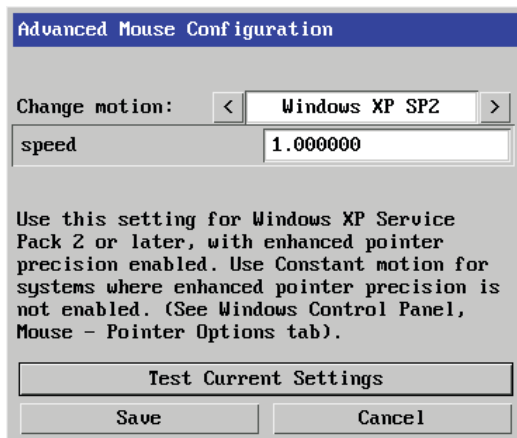 Advanced Mouse Configuration
Change motion: < Windows XP SP2 >
speed 1.000000
Use this setting for Windows XP Service
Pack 2 or later, with enhanced pointer
precision enabled. Use Constant motion for
systems where enhanced pointer precision is
not enabled. (See Windows Control Panel,
Mouse - Pointer Options tab).
Test Current Settings
Save Cancel